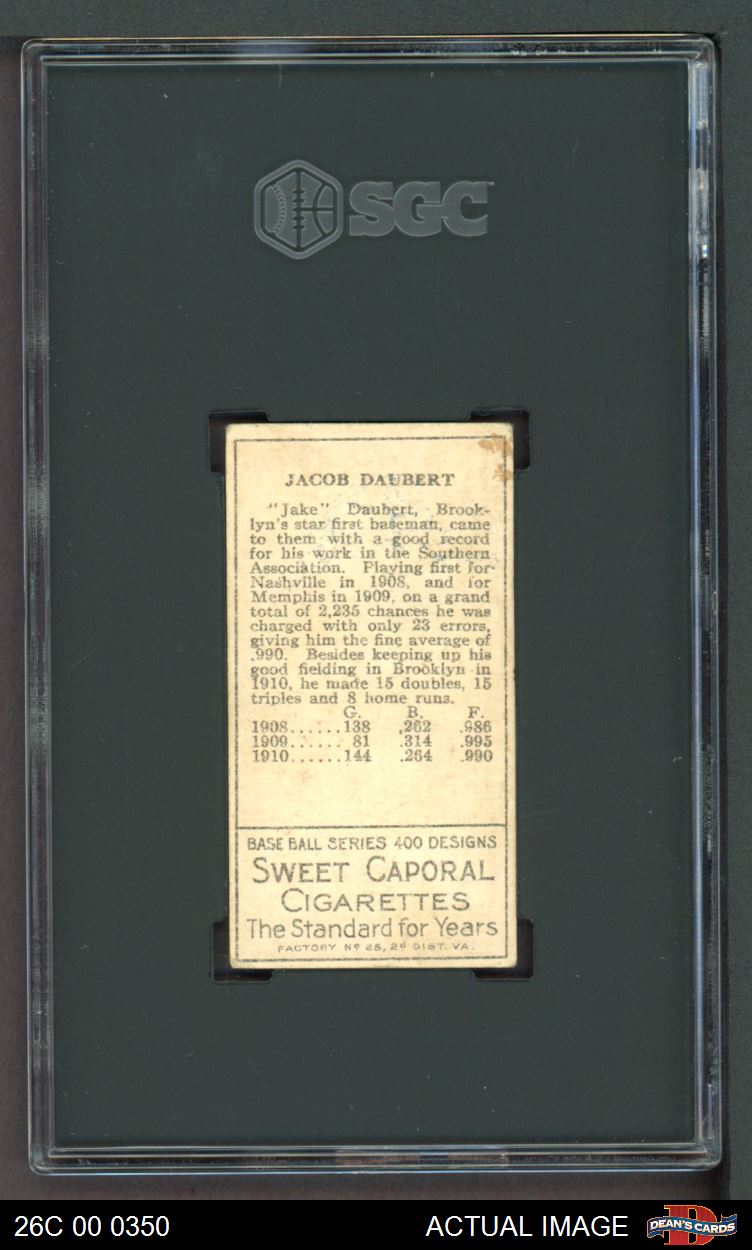 SGC
JACOB DAUBERT
"Jake" Daubert, Brook-
lyn's star first baseman, came
to them with a good record
for his work in the Southern
Association. Playing first for
Nashville in 1908, and for
Memphis in 1909, on a grand
total of 2,235 chances he was
charged with only 23 errors,
giving him the fine average of
.990. Besides keeping up his
good fielding in Brooklyn in
1910, he made 15 doubles, 15
triples and 8 home runs.
G. B. F.
1908......138 .262 .986
1909......81 .314 .995
1910......144 .264 .990
BASE BALL SERIES 400 DESIGNS
SWEET CAPORAL
CIGARETTES
The Standard for Years
FACTORY Nº 25, 2d DIST. VA.
26C 00 0350 ACTUAL IMAGE DEAN'S CARDS